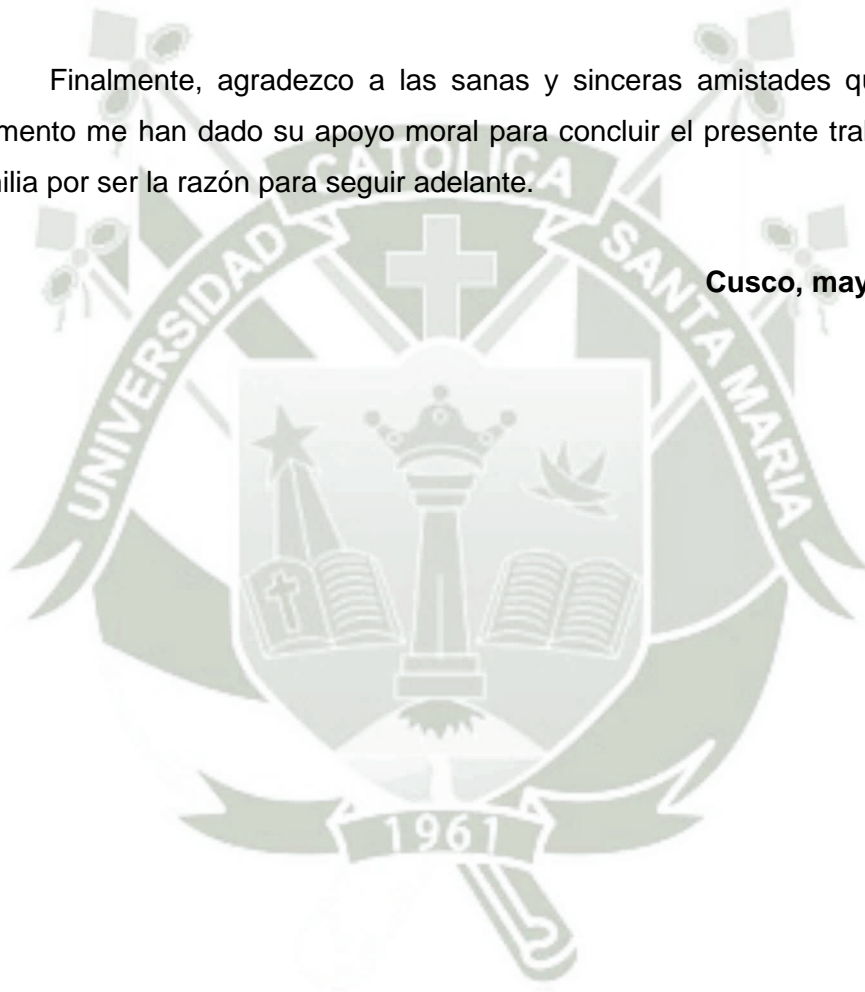 Finalmente, agradezco a las sanas y sinceras amistades qu
mento me han dado su apoyo moral para concluir el presente tra
ilia por ser la razón para seguir adelante.
Cusco, may
UNIVERSIDAD CATOLICA SANTA MARIA
1961